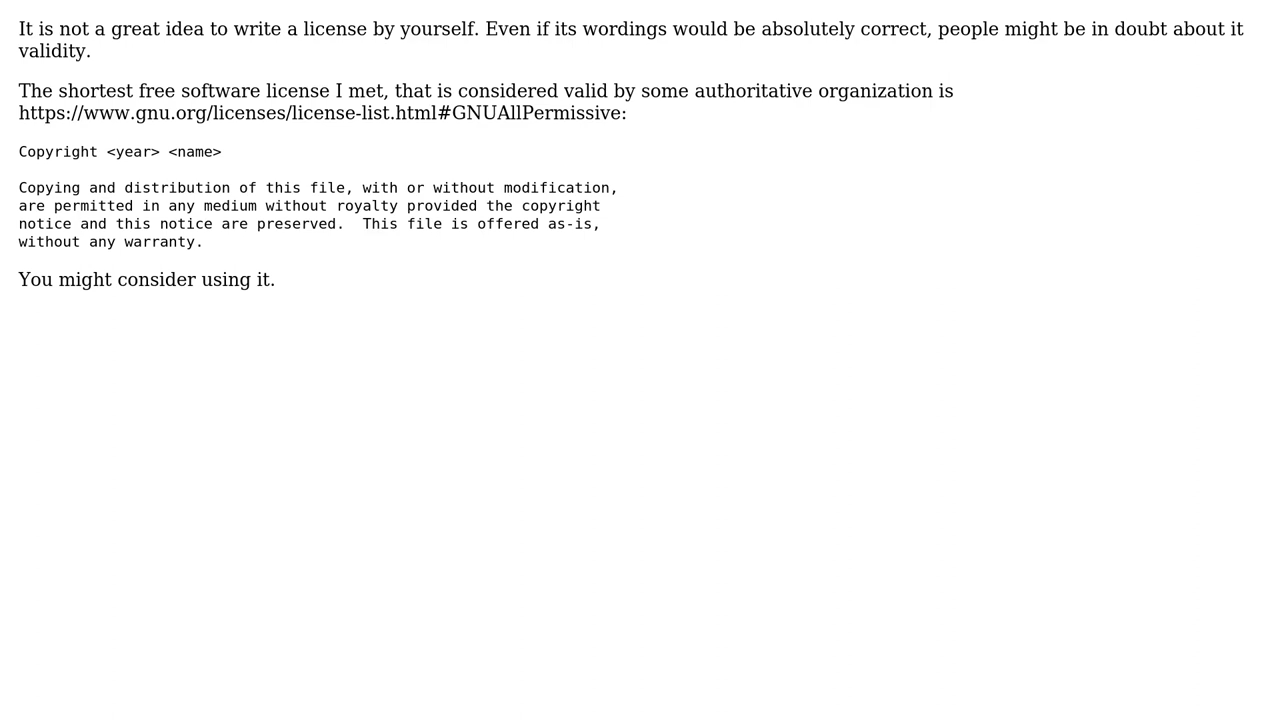 It is not a great idea to write a license by yourself. Even if its wordings would be absolutely correct, people might be in doubt about it
validity.
The shortest free software license I met, that is considered valid by some authoritative organization is
https://www.gnu.org/licenses/license-list.html#GNUAllPermissive:
Copyright <year> <name>
Copying and distribution of this file, with or without modification,
are permitted in any medium without royalty provided the copyright
notice and this notice are preserved.  This file is offered as-is,
without any warranty.
You might consider using it.